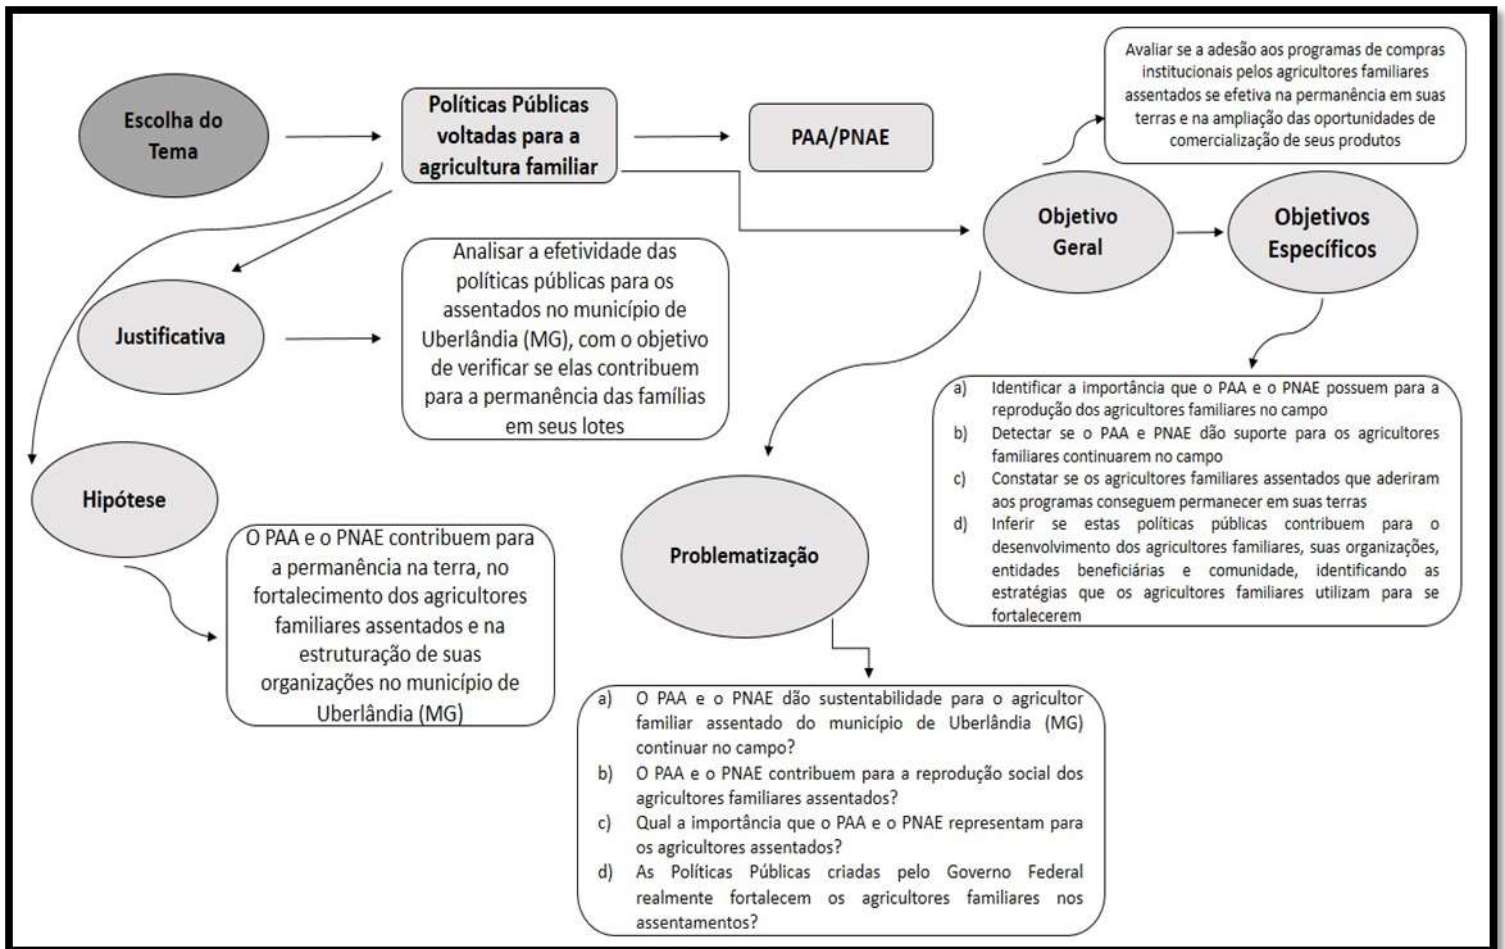 Escolha do
Tema
Políticas Públicas
voltadas para a
agricultura familiar
PAA/PNAE
Avaliar se a adesão aos programas de compras
institucionais pelos agricultores familiares
assentados se efetiva na permanência em suas
terras e na ampliação das oportunidades de
comercialização de seus produtos
Objetivo
Geral
Objetivos
Específicos
Justificativa
Analisar a efetividade das
políticas públicas para os
assentados no município de
Uberlândia (MG), com o objetivo
de verificar se elas contribuem
para a permanência das famílias
em seus lotes
a) Identificar a importância que o PAA e o PNAE possuem para a
reprodução dos agricultores familiares no campo
b) Detectar se o PAA e PNAE dão suporte para os agricultores
familiares continuarem no campo
c) Constatar se os agricultores familiares assentados que aderiram
aos programas conseguem permanecer em suas terras
d) Inferir se estas políticas públicas contribuem para o
desenvolvimento dos agricultores familiares, suas organizações,
entidades beneficiárias e comunidade, identificando as
estratégias que os agricultores familiares utilizam para se
fortalecerem
Hipótese
O PAA e o PNAE contribuem para
a permanência na terra, no
fortalecimento dos agricultores
familiares assentados e na
estruturação de suas
organizações no município de
Uberlândia (MG)
Problematização
a) O PAA e o PNAE dão sustentabilidade para o agricultor
familiar assentado do município de Uberlândia (MG)
continuar no campo?
b) O PAA e o PNAE contribuem para a reprodução social dos
agricultores familiares assentados?
c) Qual a importância que o PAA e o PNAE representam para
os agricultores assentados?
d) As Políticas Públicas criadas pelo Governo Federal
realmente fortalecem os agricultores familiares nos
assentamentos?